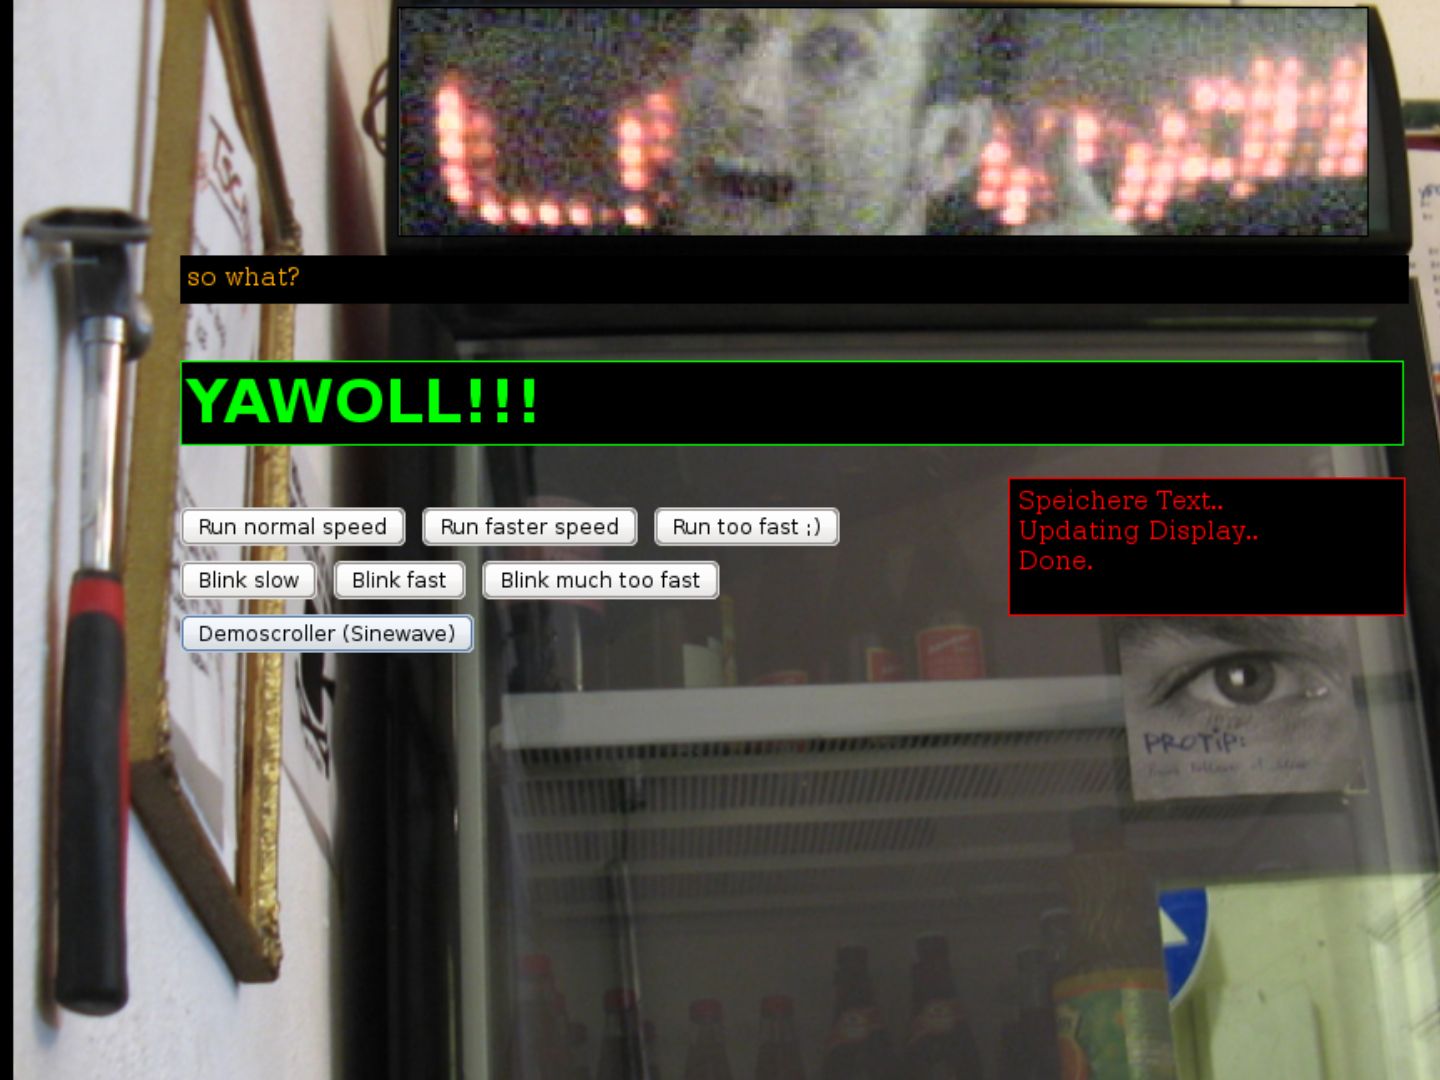 so what?
YAWOLL!!!
Run normal speed
Run faster speed
Run too fast ;)
Speichere Text..
Updating Display..
Done.
Blink slow
Blink fast
Blink much too fast
Demoscroller (Sinewave)
PROTIP: